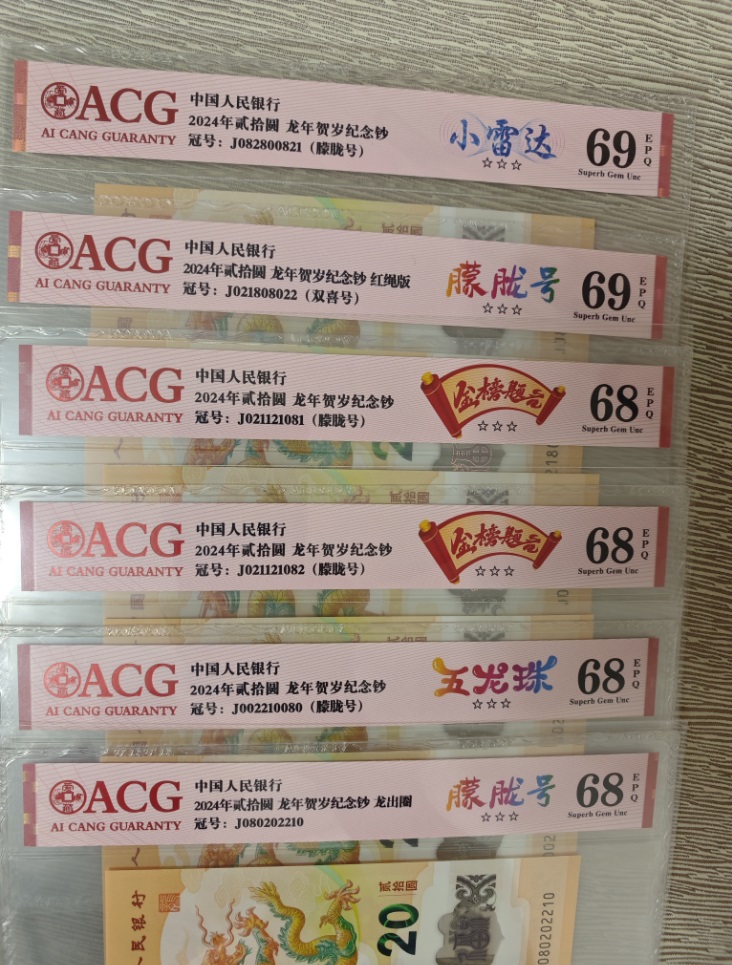 ACG
AI CANG GUARANTY
中国人民银行
2024年贰拾圆 龙年贺岁纪念钞
冠号：J082800821（朦胧号）
小雷达
☆☆☆
69
EPQ
Superb Gem Unc
贰拾圆
ACG
AI CANG GUARANTY
中国人民银行
2024年贰拾圆 龙年贺岁纪念钞 红绳版
冠号：J021808022（双喜号）
朦胧号
☆☆☆
69
EPQ
Superb Gem Unc
ACG
AI CANG GUARANTY
中国人民银行
2024年贰拾圆 龙年贺岁纪念钞
冠号：J021121081（朦胧号）
金榜题名
☆☆☆
68
EPQ
Superb Gem Unc
贰拾圆
ACG
AI CANG GUARANTY
中国人民银行
2024年贰拾圆 龙年贺岁纪念钞
冠号：J021121082（朦胧号）
金榜题名
☆☆☆
68
EPQ
Superb Gem Unc
ACG
AI CANG GUARANTY
中国人民银行
2024年贰拾圆 龙年贺岁纪念钞
冠号：J002210080（朦胧号）
五龙珠
☆☆☆
68
EPQ
Superb Gem Unc
ACG
AI CANG GUARANTY
中国人民银行
2024年贰拾圆 龙年贺岁纪念钞 龙出圈
冠号：J080202210
朦胧号
☆☆☆
68
EPQ
Superb Gem Unc
人民银行
贰拾圆
20
080202210